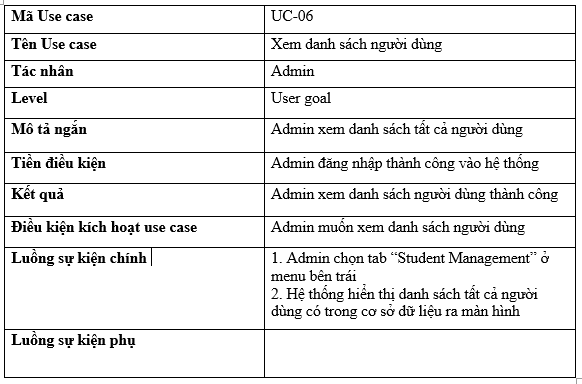 Mã Use case UC-06
Tên Use case Xem danh sách người dùng
Tác nhân Admin
Level User goal
Mô tả ngắn Admin xem danh sách tất cả người dùng
Tiền điều kiện Admin đăng nhập thành công vào hệ thống
Kết quả Admin xem danh sách người dùng thành công
Điều kiện kích hoạt use case Admin muốn xem danh sách người dùng
Luồng sự kiện chính 1. Admin chọn tab “Student Management” ở
menu bên trái
2. Hệ thống hiển thị danh sách tất cả người
dùng có trong cơ sở dữ liệu ra màn hình
Luồng sự kiện phụ